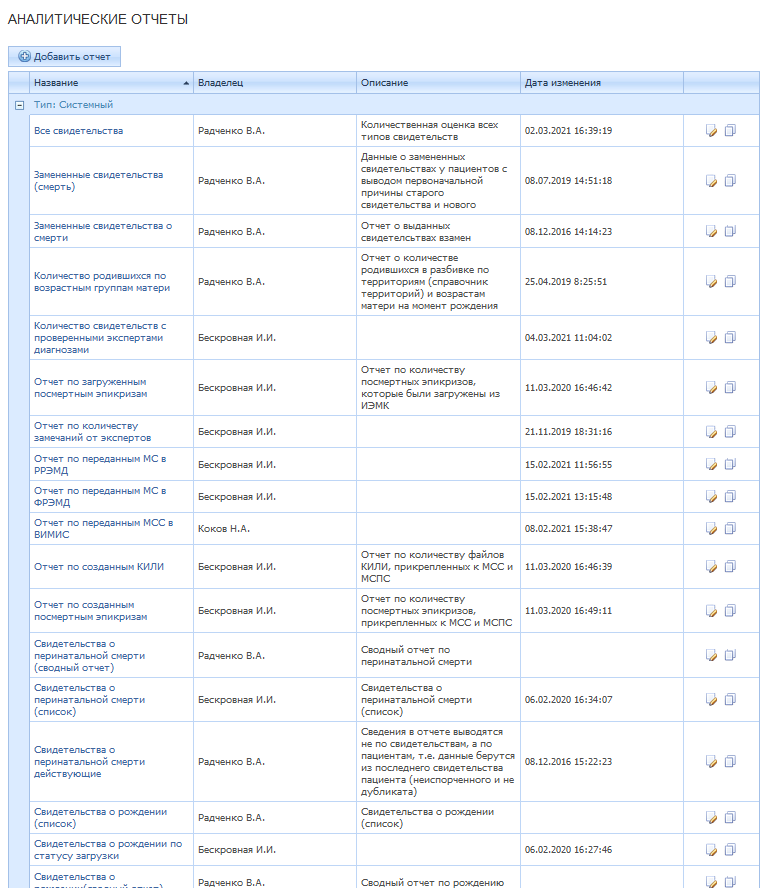 АНАЛИТИЧЕСКИЕ ОТЧЕТЫ
Добавить отчет
Название Владелец Описание Дата изменения
Тип: Системный
Все свидетельства Радченко В.А. Количественная оценка всех
типов свидетельств 02.03.2021 16:39:19
Замененные свидетельства
(смерть) Радченко В.А. Данные о замененных
свидетельствах у пациентов с
выводом первоначальной
причины старого
свидетельства и нового 08.07.2019 14:51:18
Замененные свидетельства о
смерти Радченко В.А. Отчет о выданных
свидетелсьтвах взамен 08.12.2016 14:14:23
Количество родившихся по
возрастным группам матери Радченко В.А. Отчет о количестве
родившихся в разбивке по
территориям (справочник
территорий) и возрастам
матери на момент рождения 25.04.2019 8:25:51
Количество свидетельств с
проверенными экспертами
диагнозами Бескровная И.И. 04.03.2021 11:04:02
Отчет по загруженным
посмертным эпикризам Бескровная И.И. Отчет по количеству
посмертных эпикризов,
которые были загружены из
ИЭМК 11.03.2020 16:46:42
Отчет по количеству
замечаний от экспертов Бескровная И.И. 21.11.2019 18:31:16
Отчет по переданным МС в
РРЭМД Бескровная И.И. 15.02.2021 11:56:55
Отчет по переданным МС в
ФРЭМД Бескровная И.И. 15.02.2021 13:15:48
Отчет по переданным МСС в
ВИМИС Коков Н.А. 08.02.2021 15:38:47
Отчет по созданным КИЛИ Бескровная И.И. Отчет по количеству файлов
КИЛИ, прикрепленных к МСС и
МСПС 11.03.2020 16:46:39
Отчет по созданным
посмертным эпикризам Бескровная И.И. Отчет по количеству
посмертных эпикризов,
прикрепленных к МСС и МСПС 11.03.2020 16:49:11
Свидетельства о
перинатальной смерти
(сводный отчет) Радченко В.А. Сводный отчет по
перинатальной смерти
Свидетельства о
перинатальной смерти
(список) Бескровная И.И. Свидетельства о
перинатальной смерти
(список) 06.02.2020 16:34:07
Свидетельства о
перинатальной смерти
действующие Радченко В.А. Сведения в отчете выводятся
не по свидетельствам, а по
пациентам, т.е. данные берутся
из последнего свидетельства
пациента (неиспорченного и не
дубликата) 08.12.2016 15:22:23
Свидетельства о рождении
(список) Радченко В.А. Свидетельства о рождении
(список)
Свидетельства о рождении по
статусу загрузки Бескровная И.И. 06.02.2020 16:27:46
Свидетельства о
Радченко В.А. Сводный отчет по рождению